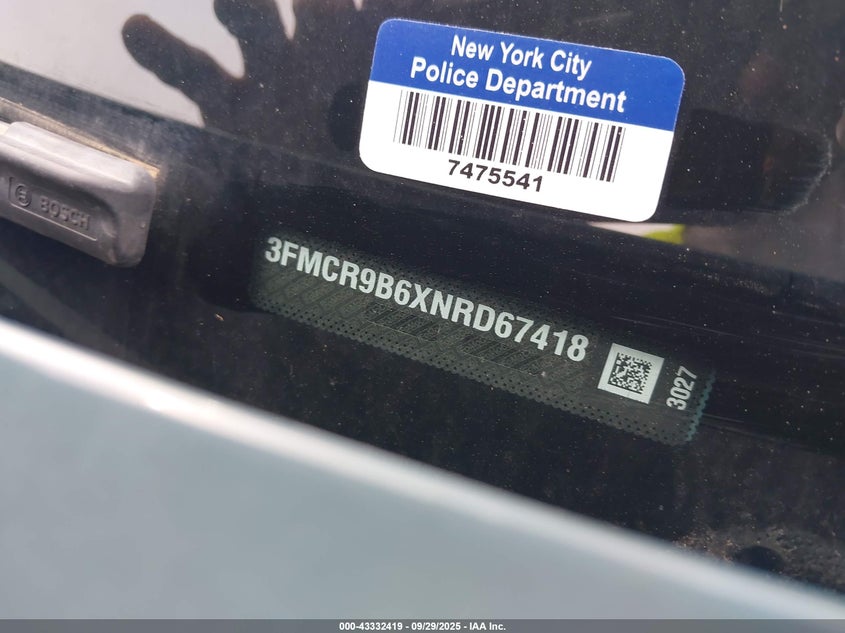 New York City
Police Department
7475541
BOSCH
3FMCR9B6XNRD67418
3027
000-43332419 - 09/29/2025 - IAA Inc.